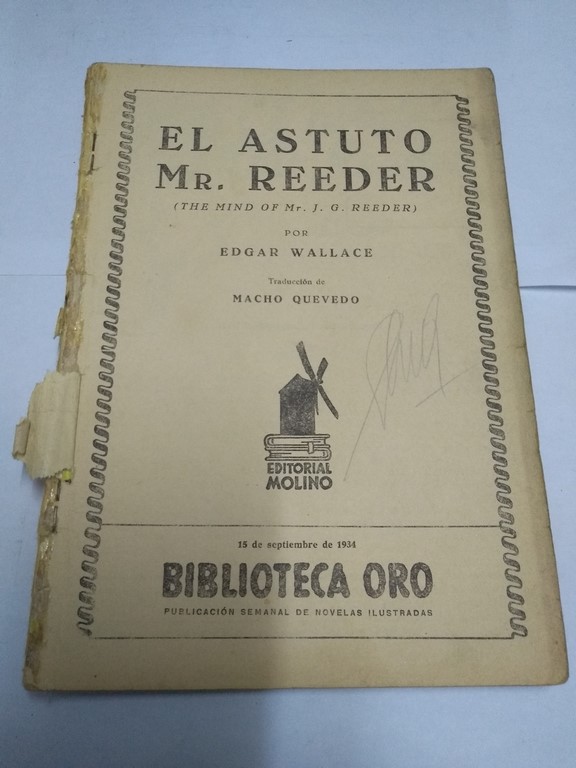 EL ASTUTO
MR. REEDER
(THE MIND OF Mr. J. G. REEDER)
POR
EDGAR WALLACE
Traducción de
MACHO QUEVEDO
EDITORIAL
MOLINO
15 de septiembre de 1934
BIBLIOTECA ORO
PUBLICACIÓN SEMANAL DE NOVELAS ILUSTRADAS